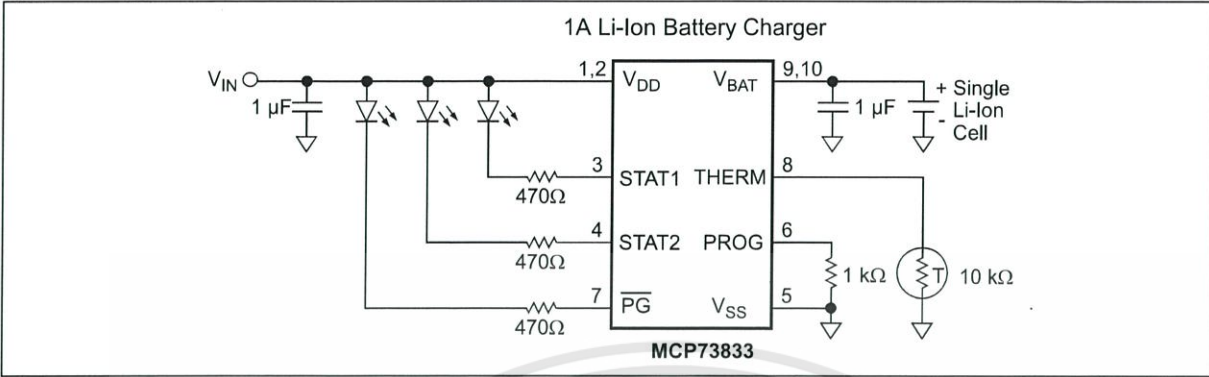 1A Li-Ion Battery Charger
V_IN
1 µF
1,2
V_DD
V_BAT
9,10
1 µF
+ Single
Li-Ion
- Cell
470Ω
3
STAT1
THERM
8
470Ω
4
STAT2
PROG
6
1 kΩ
T
10 kΩ
470Ω
7
PG
V_SS
5
MCP73833